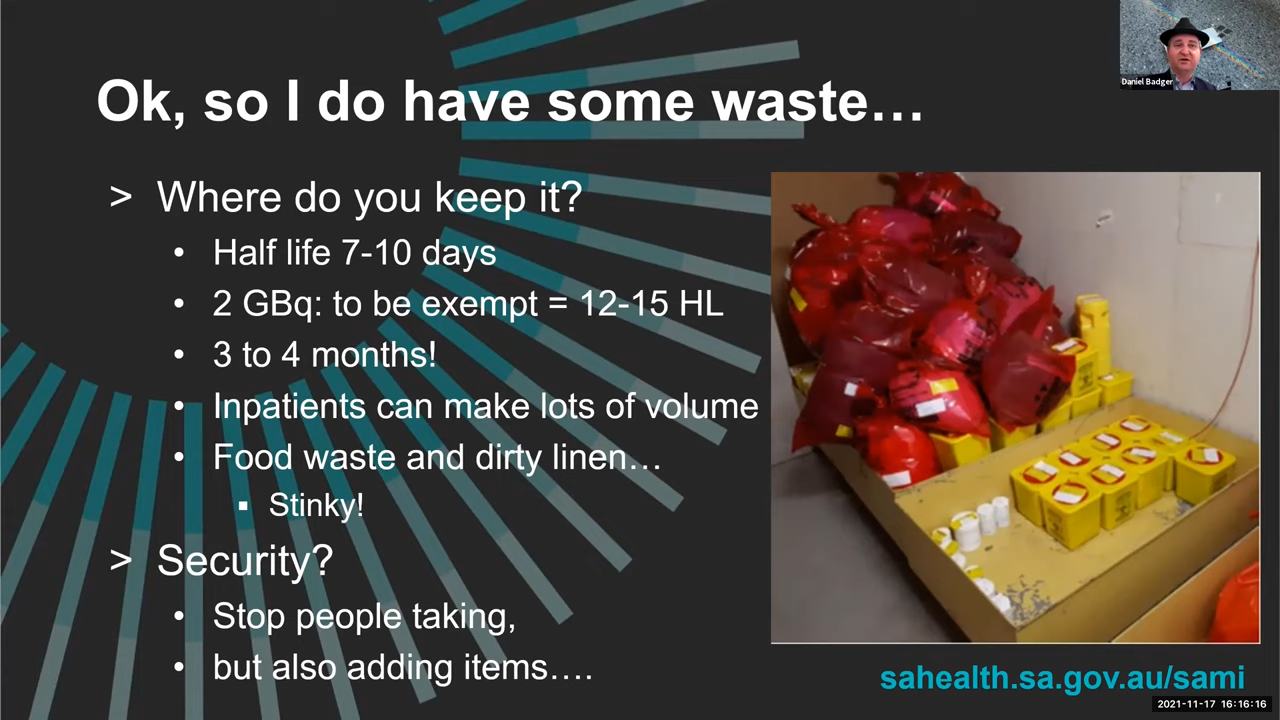 Daniel Badger
Ok, so I do have some waste…
> Where do you keep it?
• Half life 7-10 days
• 2 GBq: to be exempt = 12-15 HL
• 3 to 4 months!
• Inpatients can make lots of volume
• Food waste and dirty linen…
▪ Stinky!
> Security?
• Stop people taking,
• but also adding items….
sahealth.sa.gov.au/sami
2021-11-17 16:16:16